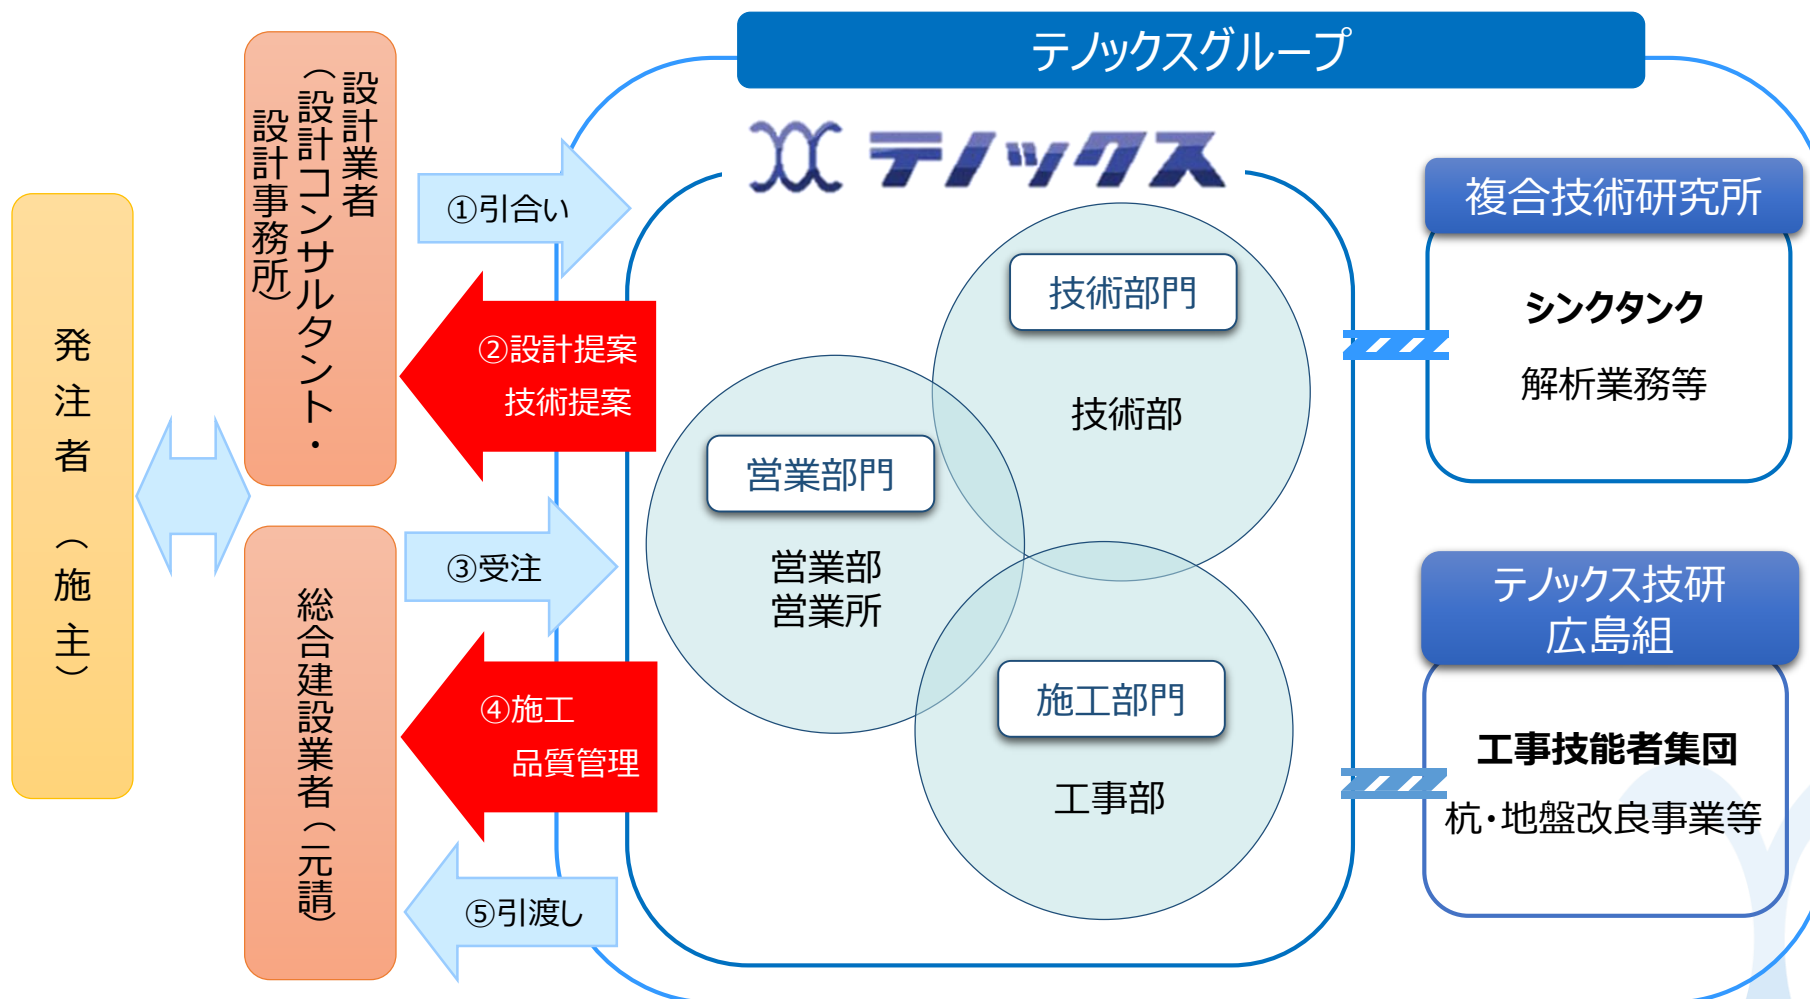 テノックスグループ
テノックス
発注者（施主）
設計業者
（設計コンサルタント・
設計事務所）
総合建設業者（元請）
①引合い
②設計提案
技術提案
③受注
④施工
品質管理
⑤引渡し
技術部門
技術部
営業部門
営業部
営業所
施工部門
工事部
複合技術研究所
シンクタンク
解析業務等
テノックス技研
広島組
工事技能者集団
杭・地盤改良事業等